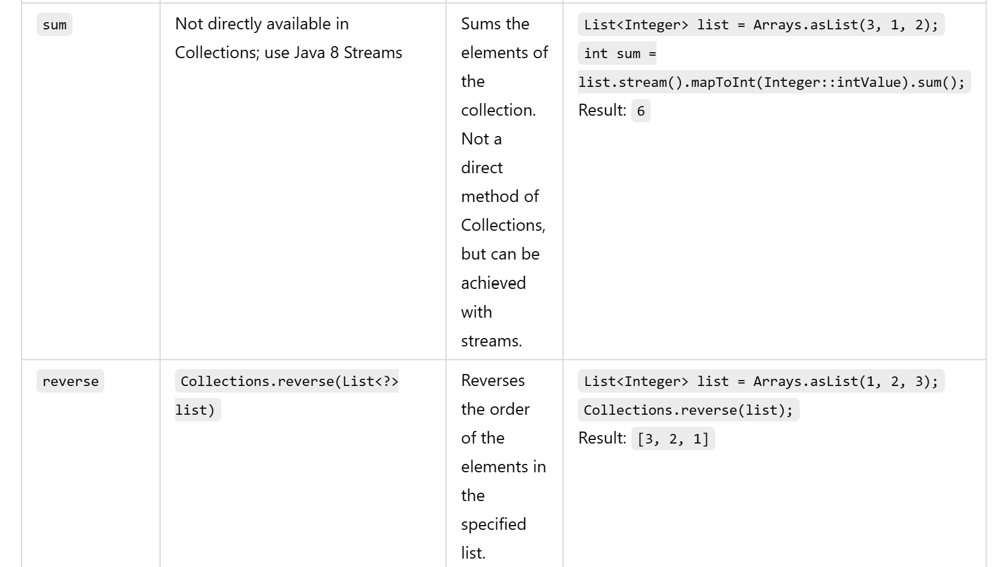 sum
Not directly available in
Collections; use Java 8 Streams
Sums the
elements of
the
collection.
Not a
direct
method of
Collections,
but can be
achieved
with
streams.
List<Integer> list = Arrays.asList(3, 1, 2);
int sum =
list.stream().mapToInt(Integer::intValue).sum();
Result: 6
reverse
Collections.reverse(List<?>
list)
Reverses
the order
of the
elements in
the
specified
list.
List<Integer> list = Arrays.asList(1, 2, 3);
Collections.reverse(list);
Result: [3, 2, 1]